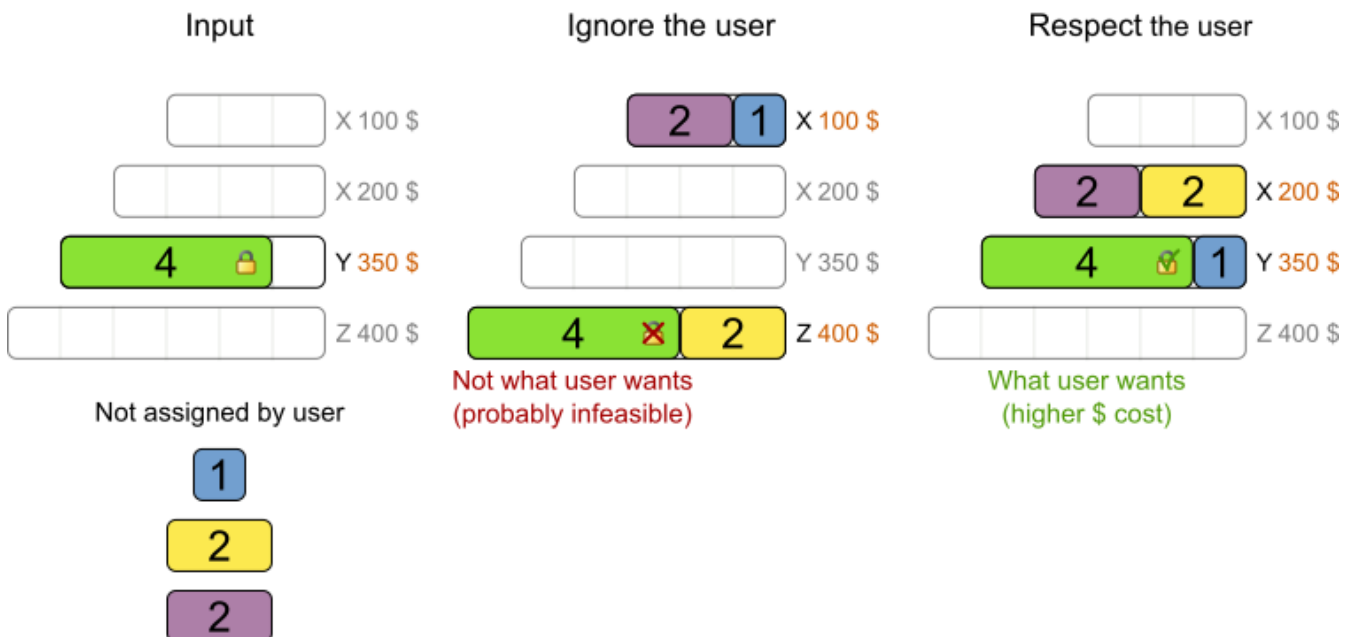 Input
Ignore the user
Respect the user
X 100 $
2 1 X 100 $
X 100 $
X 200 $
X 200 $
2 2 X 200 $
4 Y 350 $
Y 350 $
4 1 Y 350 $
Z 400 $
4 2 Z 400 $
Z 400 $
Not what user wants
(probably infeasible)
What user wants
(higher $ cost)
Not assigned by user
1
2
2